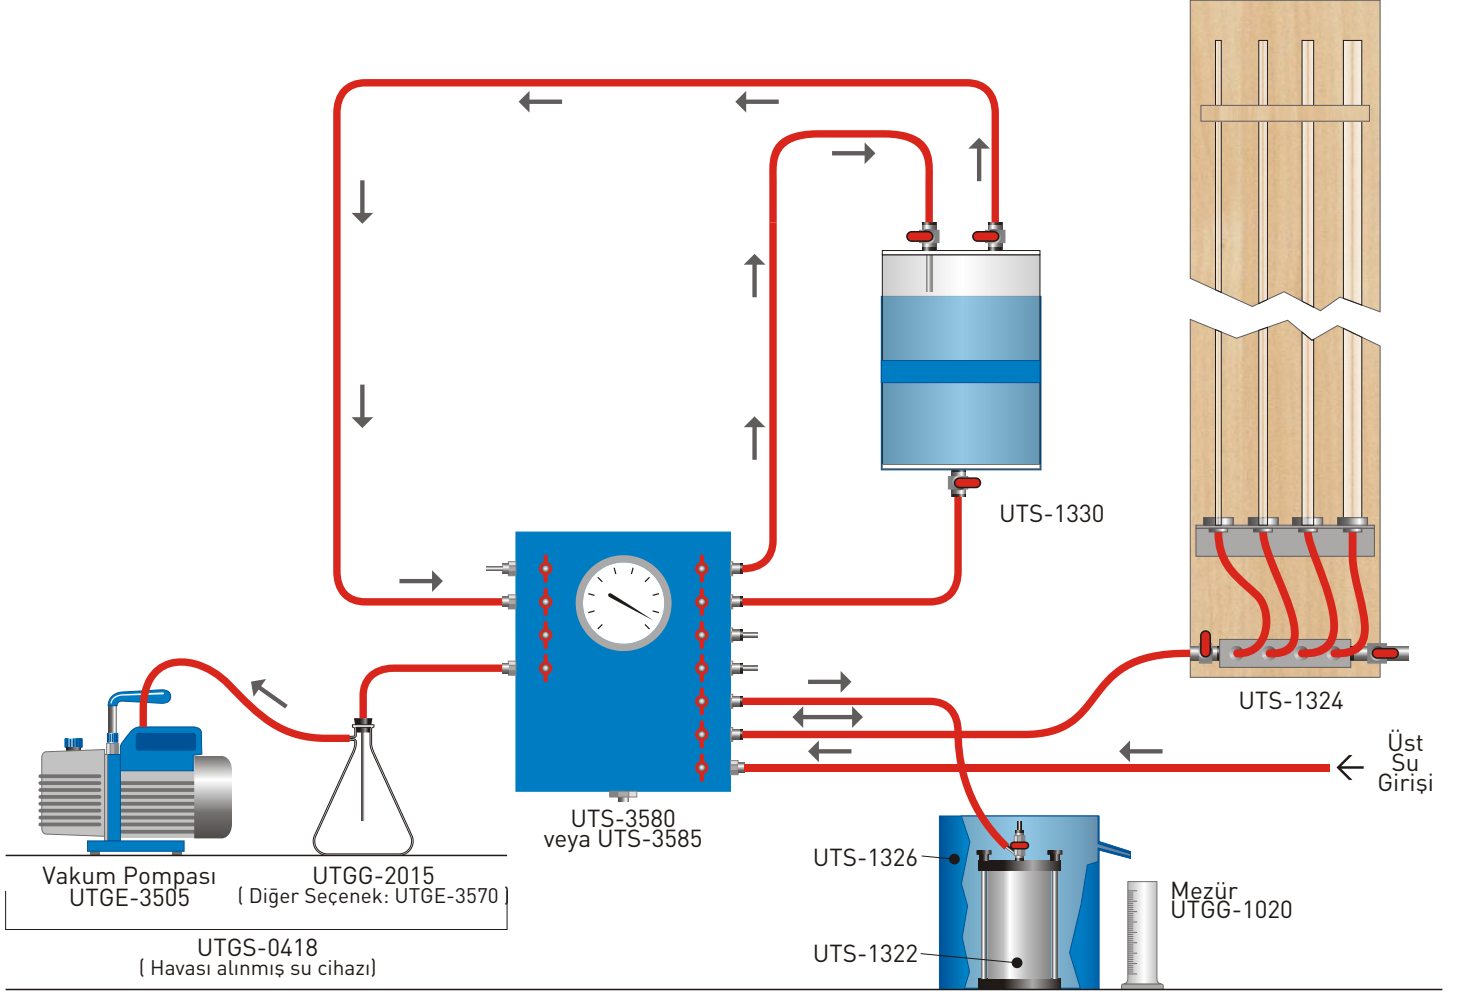 UTS-1330
UTS-1324
Üst
Su
Girişi
UTS-3580
veya UTS-3585
UTS-1326
UTS-1322
Mezür
UTGG-1020
Vakum Pompası
UTGE-3505
UTGG-2015
( Diğer Seçenek: UTGE-3570 )
UTGS-0418
( Havası alınmış su cihazı)